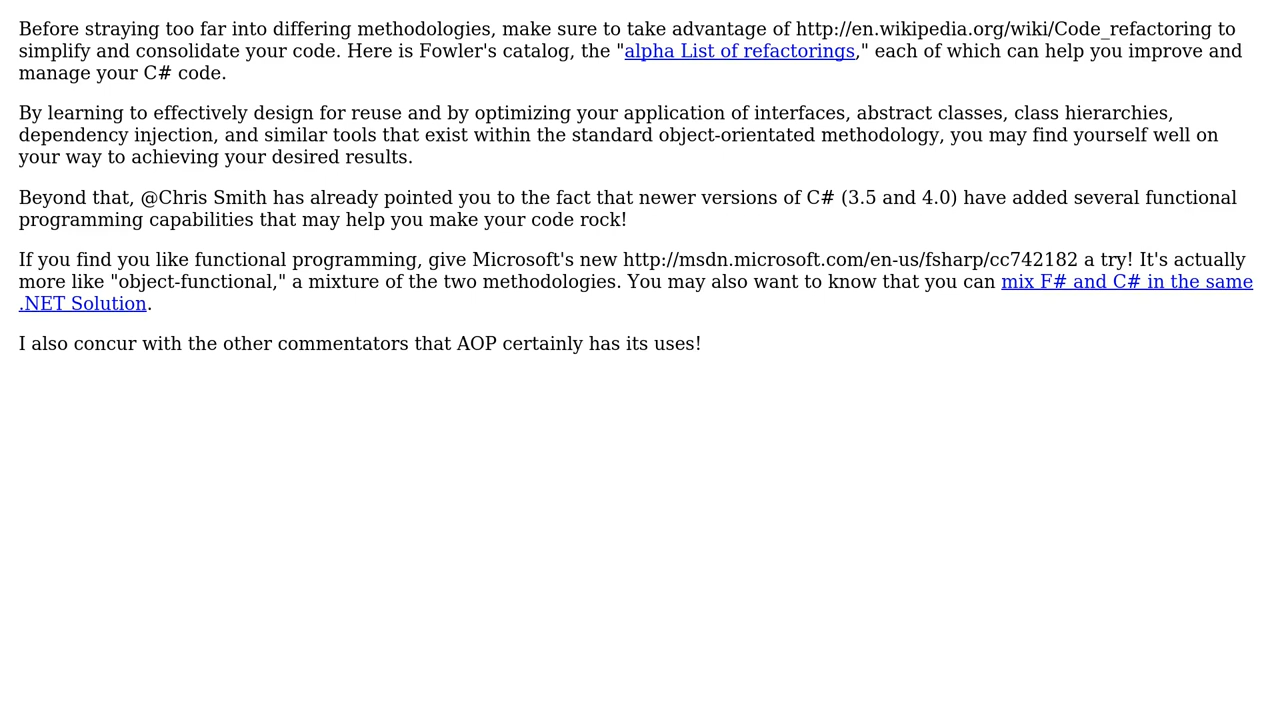 Before straying too far into differing methodologies, make sure to take advantage of http://en.wikipedia.org/wiki/Code_refactoring to
simplify and consolidate your code. Here is Fowler's catalog, the "alpha List of refactorings," each of which can help you improve and
manage your C# code.
By learning to effectively design for reuse and by optimizing your application of interfaces, abstract classes, class hierarchies,
dependency injection, and similar tools that exist within the standard object-orientated methodology, you may find yourself well on
your way to achieving your desired results.
Beyond that, @Chris Smith has already pointed you to the fact that newer versions of C# (3.5 and 4.0) have added several functional
programming capabilities that may help you make your code rock!
If you find you like functional programming, give Microsoft's new http://msdn.microsoft.com/en-us/fsharp/cc742182 a try! It's actually
more like "object-functional," a mixture of the two methodologies. You may also want to know that you can mix F# and C# in the same
.NET Solution.
I also concur with the other commentators that AOP certainly has its uses!